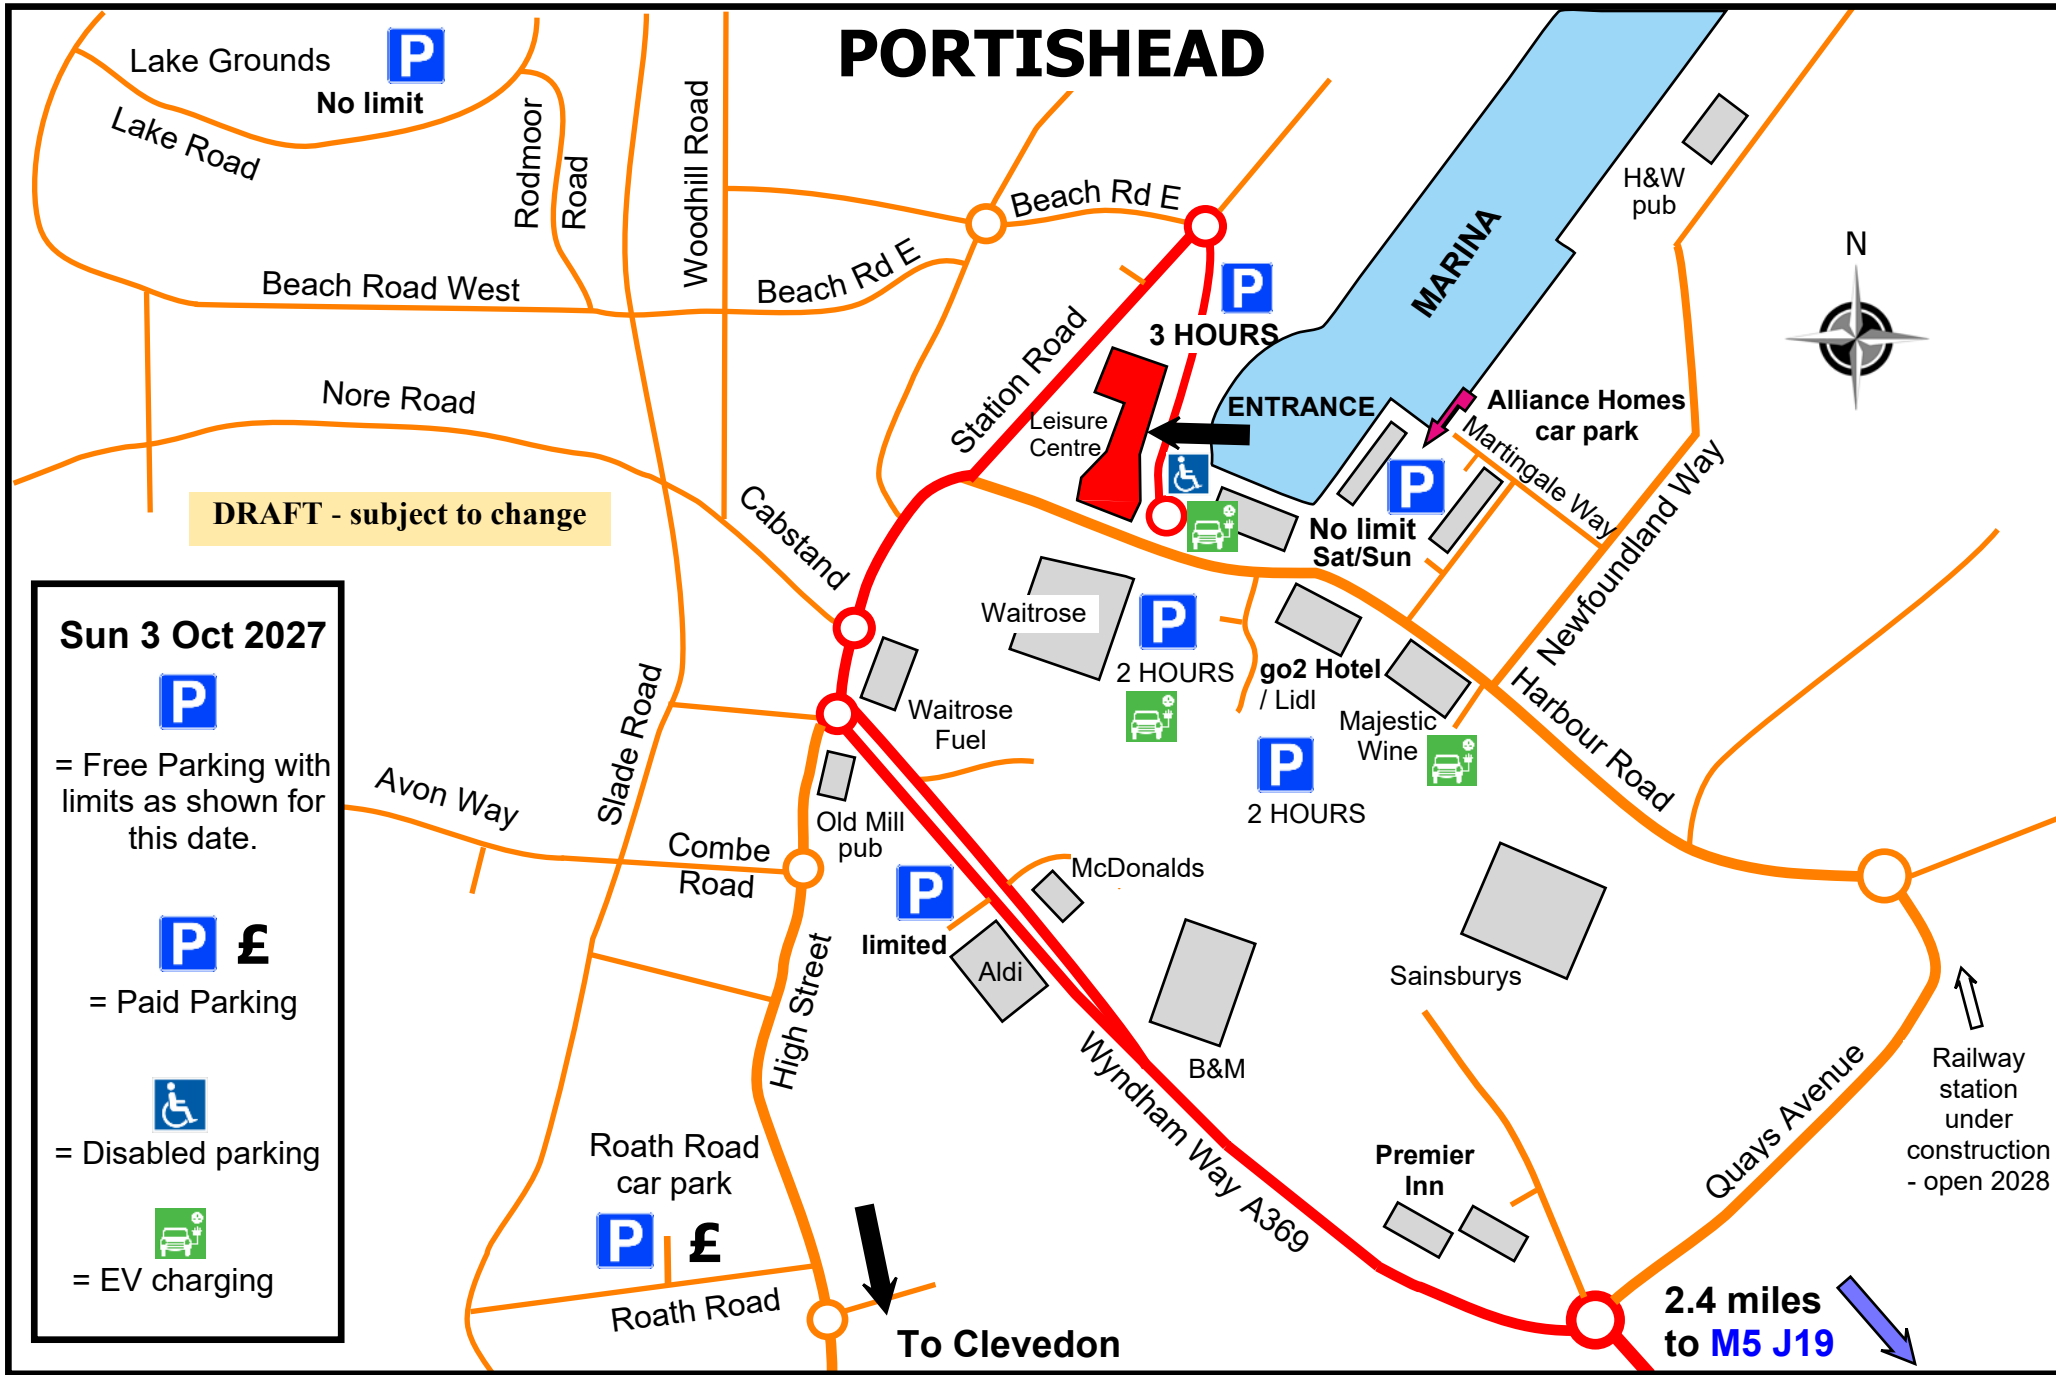 PORTISHEAD
Lake Grounds
P
No limit
Lake Road
Rodmoor
Road
Woodhill Road
Beach Rd E
Beach Rd E
Beach Road West
Nore Road
DRAFT - subject to change
Cabstand
Station Road
P
3 HOURS
MARINA
H&W
pub
N
ENTRANCE
Leisure
Centre
Alliance Homes
car park
Martingale Way
P
No limit
Sat/Sun
Newfoundland Way
Waitrose
P
2 HOURS
go2 Hotel
/ Lidl
Majestic
Wine
P
2 HOURS
Harbour Road
Waitrose
Fuel
Old Mill
pub
Slade Road
Avon Way
Combe
Road
P
limited
McDonalds
Aldi
B&M
Sainsburys
High Street
Wyndham Way A369
Quays Avenue
Railway
station
under
construction
- open 2028
Premier
Inn
Roath Road
car park
P £
Roath Road
To Clevedon
2.4 miles
to M5 J19
Sun 3 Oct 2027
P
= Free Parking with
limits as shown for
this date.
P £
= Paid Parking
= Disabled parking
= EV charging